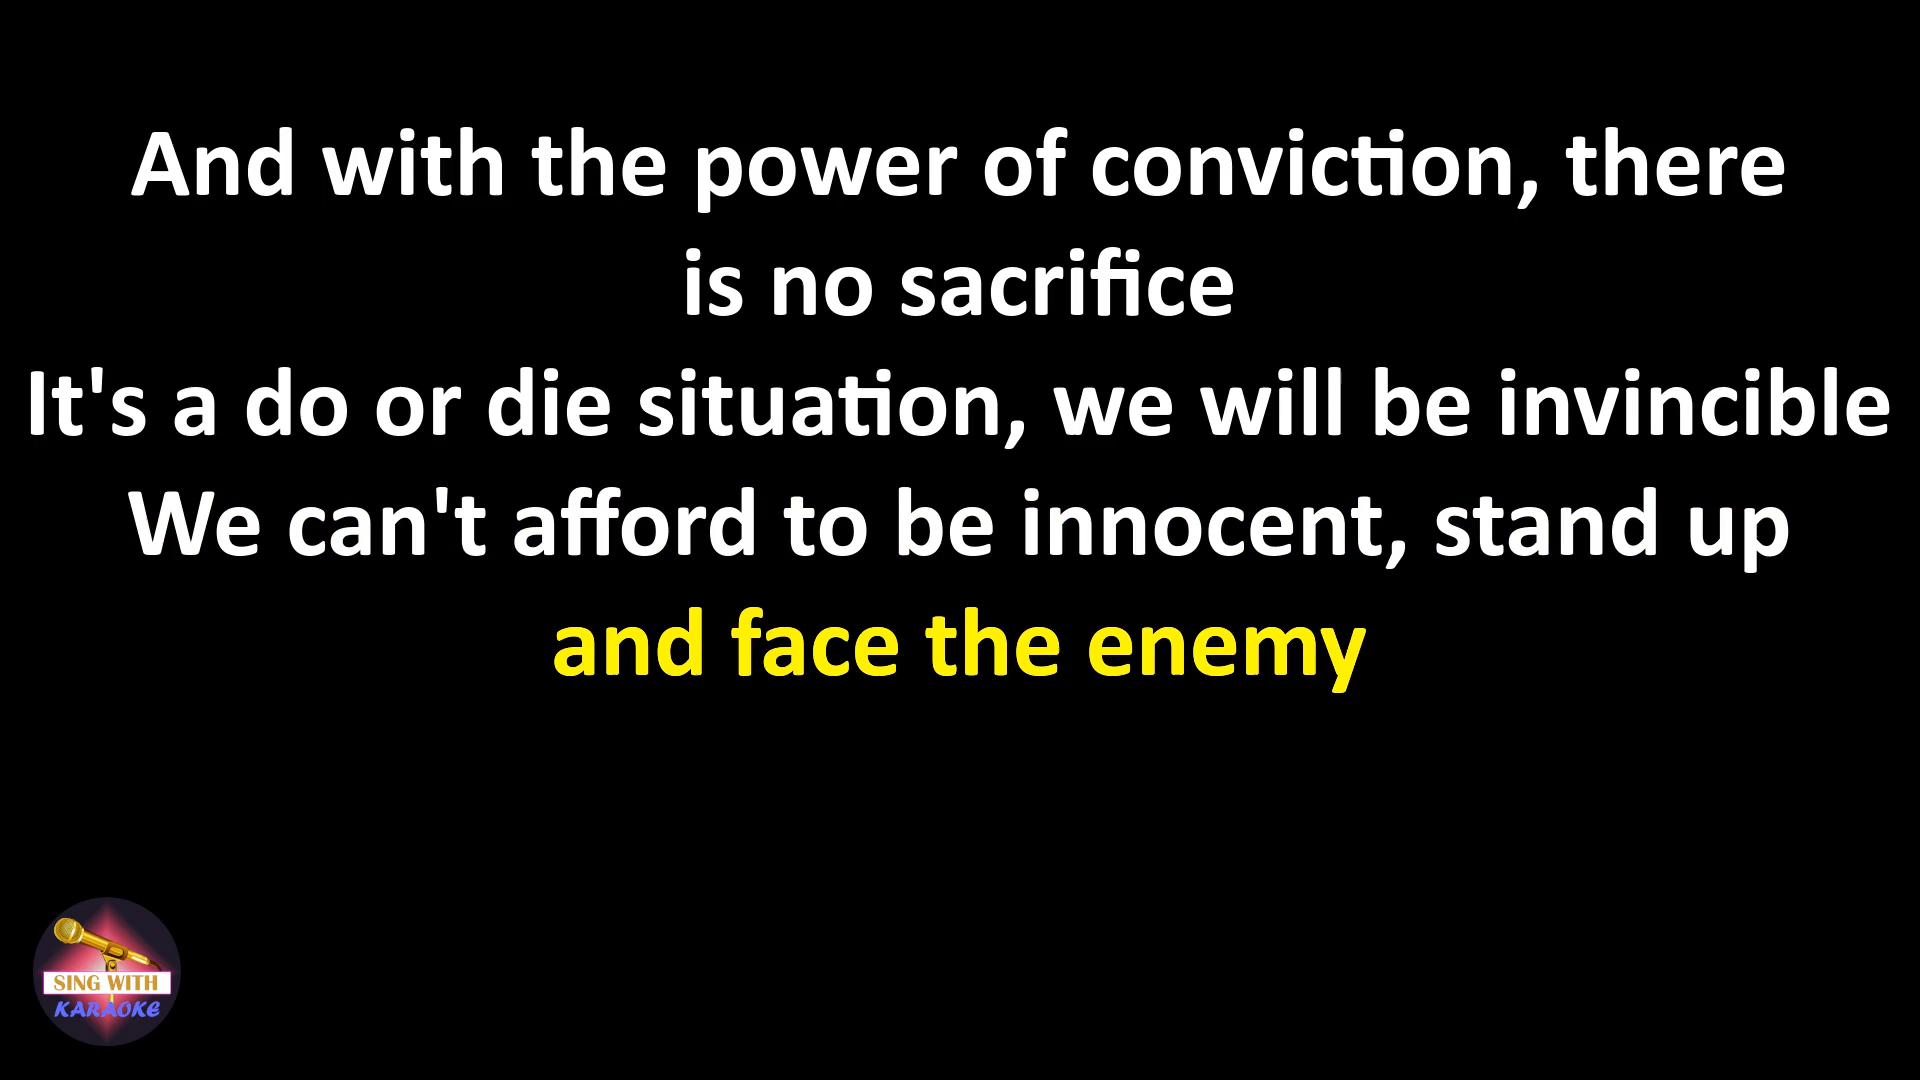 And with the power of conviction, there
is no sacrifice
It's a do or die situation, we will be invincible
We can't afford to be innocent, stand up
and face the enemy
SING WITH
KARAOKE